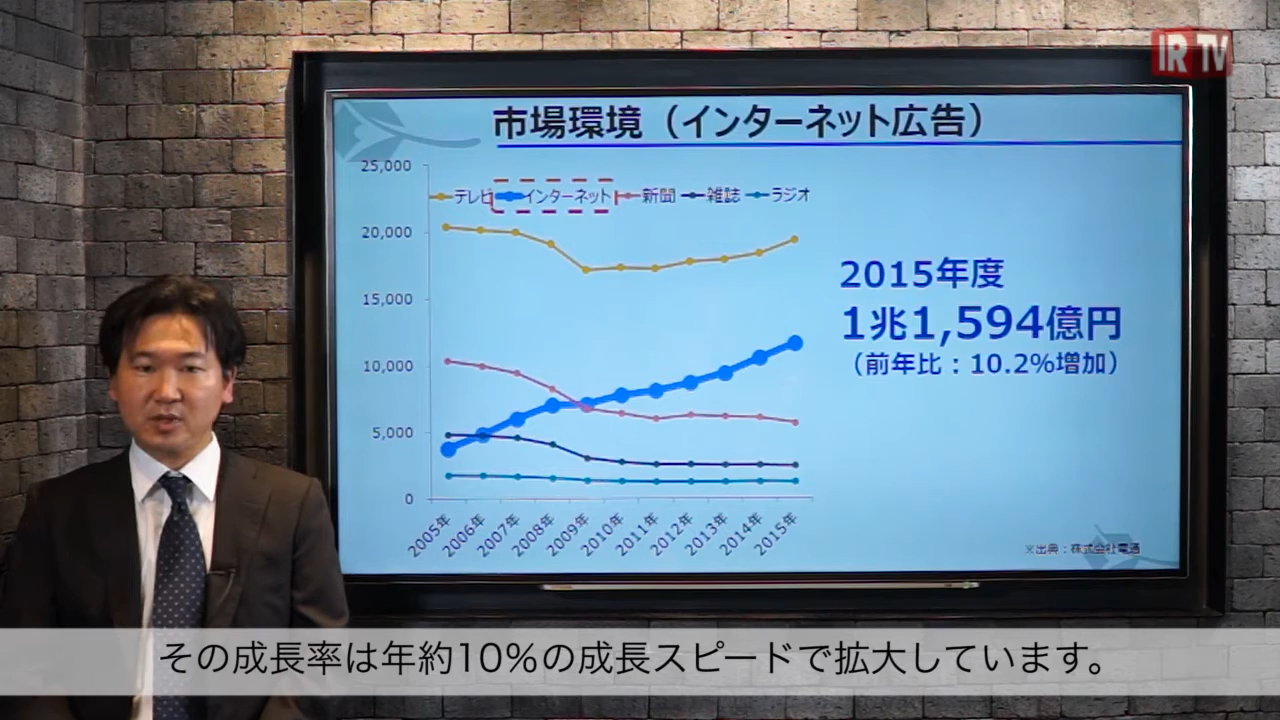 IR TV
市場環境（インターネット広告）
25,000
テレビ インターネット 新聞 雑誌 ラジオ
20,000
15,000
10,000
5,000
0
2005年 2006年 2007年 2008年 2009年 2010年 2011年 2012年 2013年 2014年 2015年
2015年度
1兆1,594億円
（前年比：10.2%増加）
※出典：株式会社電通
その成長率は年約10%の成長スピードで拡大しています。